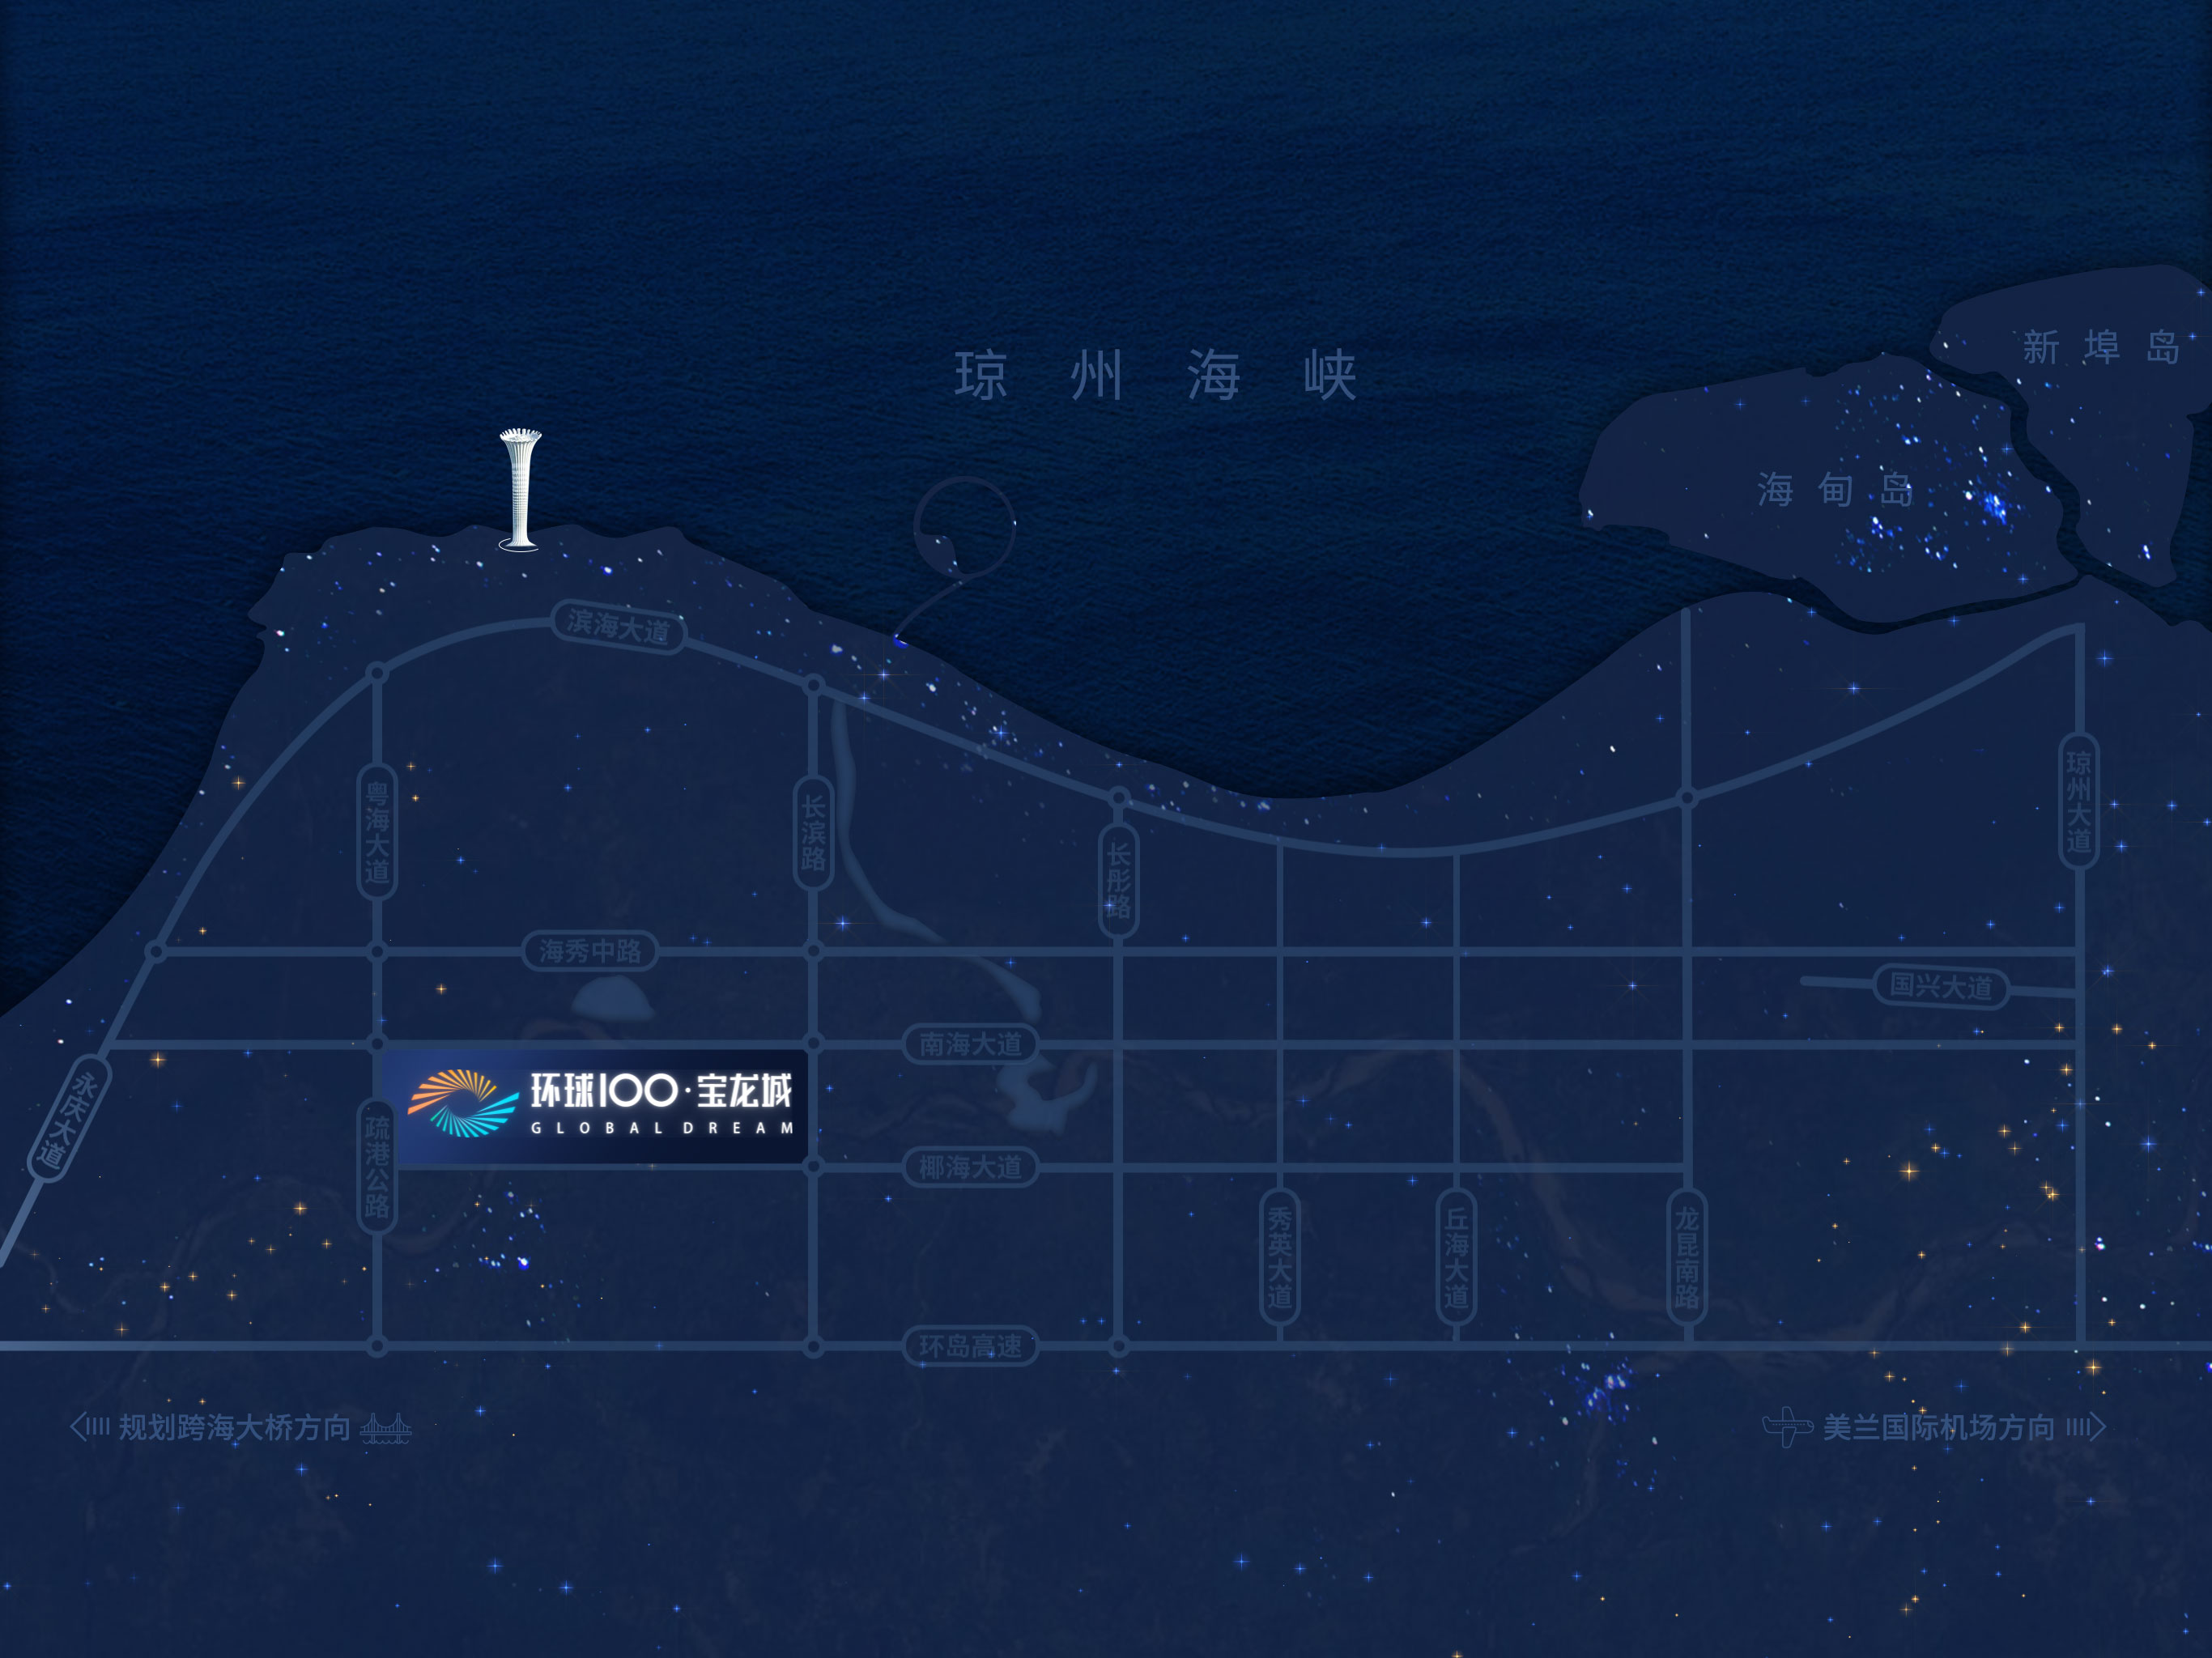 琼州海峡
新埠岛
海甸岛
滨海大道
粤海大道
长滨路
长彤路
琼州大道
海秀中路
国兴大道
南海大道
永庆大道
疏港公路
环球100·宝龙城
GLOBAL DREAM
椰海大道
秀英大道
丘海大道
龙昆南路
环岛高速
规划跨海大桥方向
美兰国际机场方向